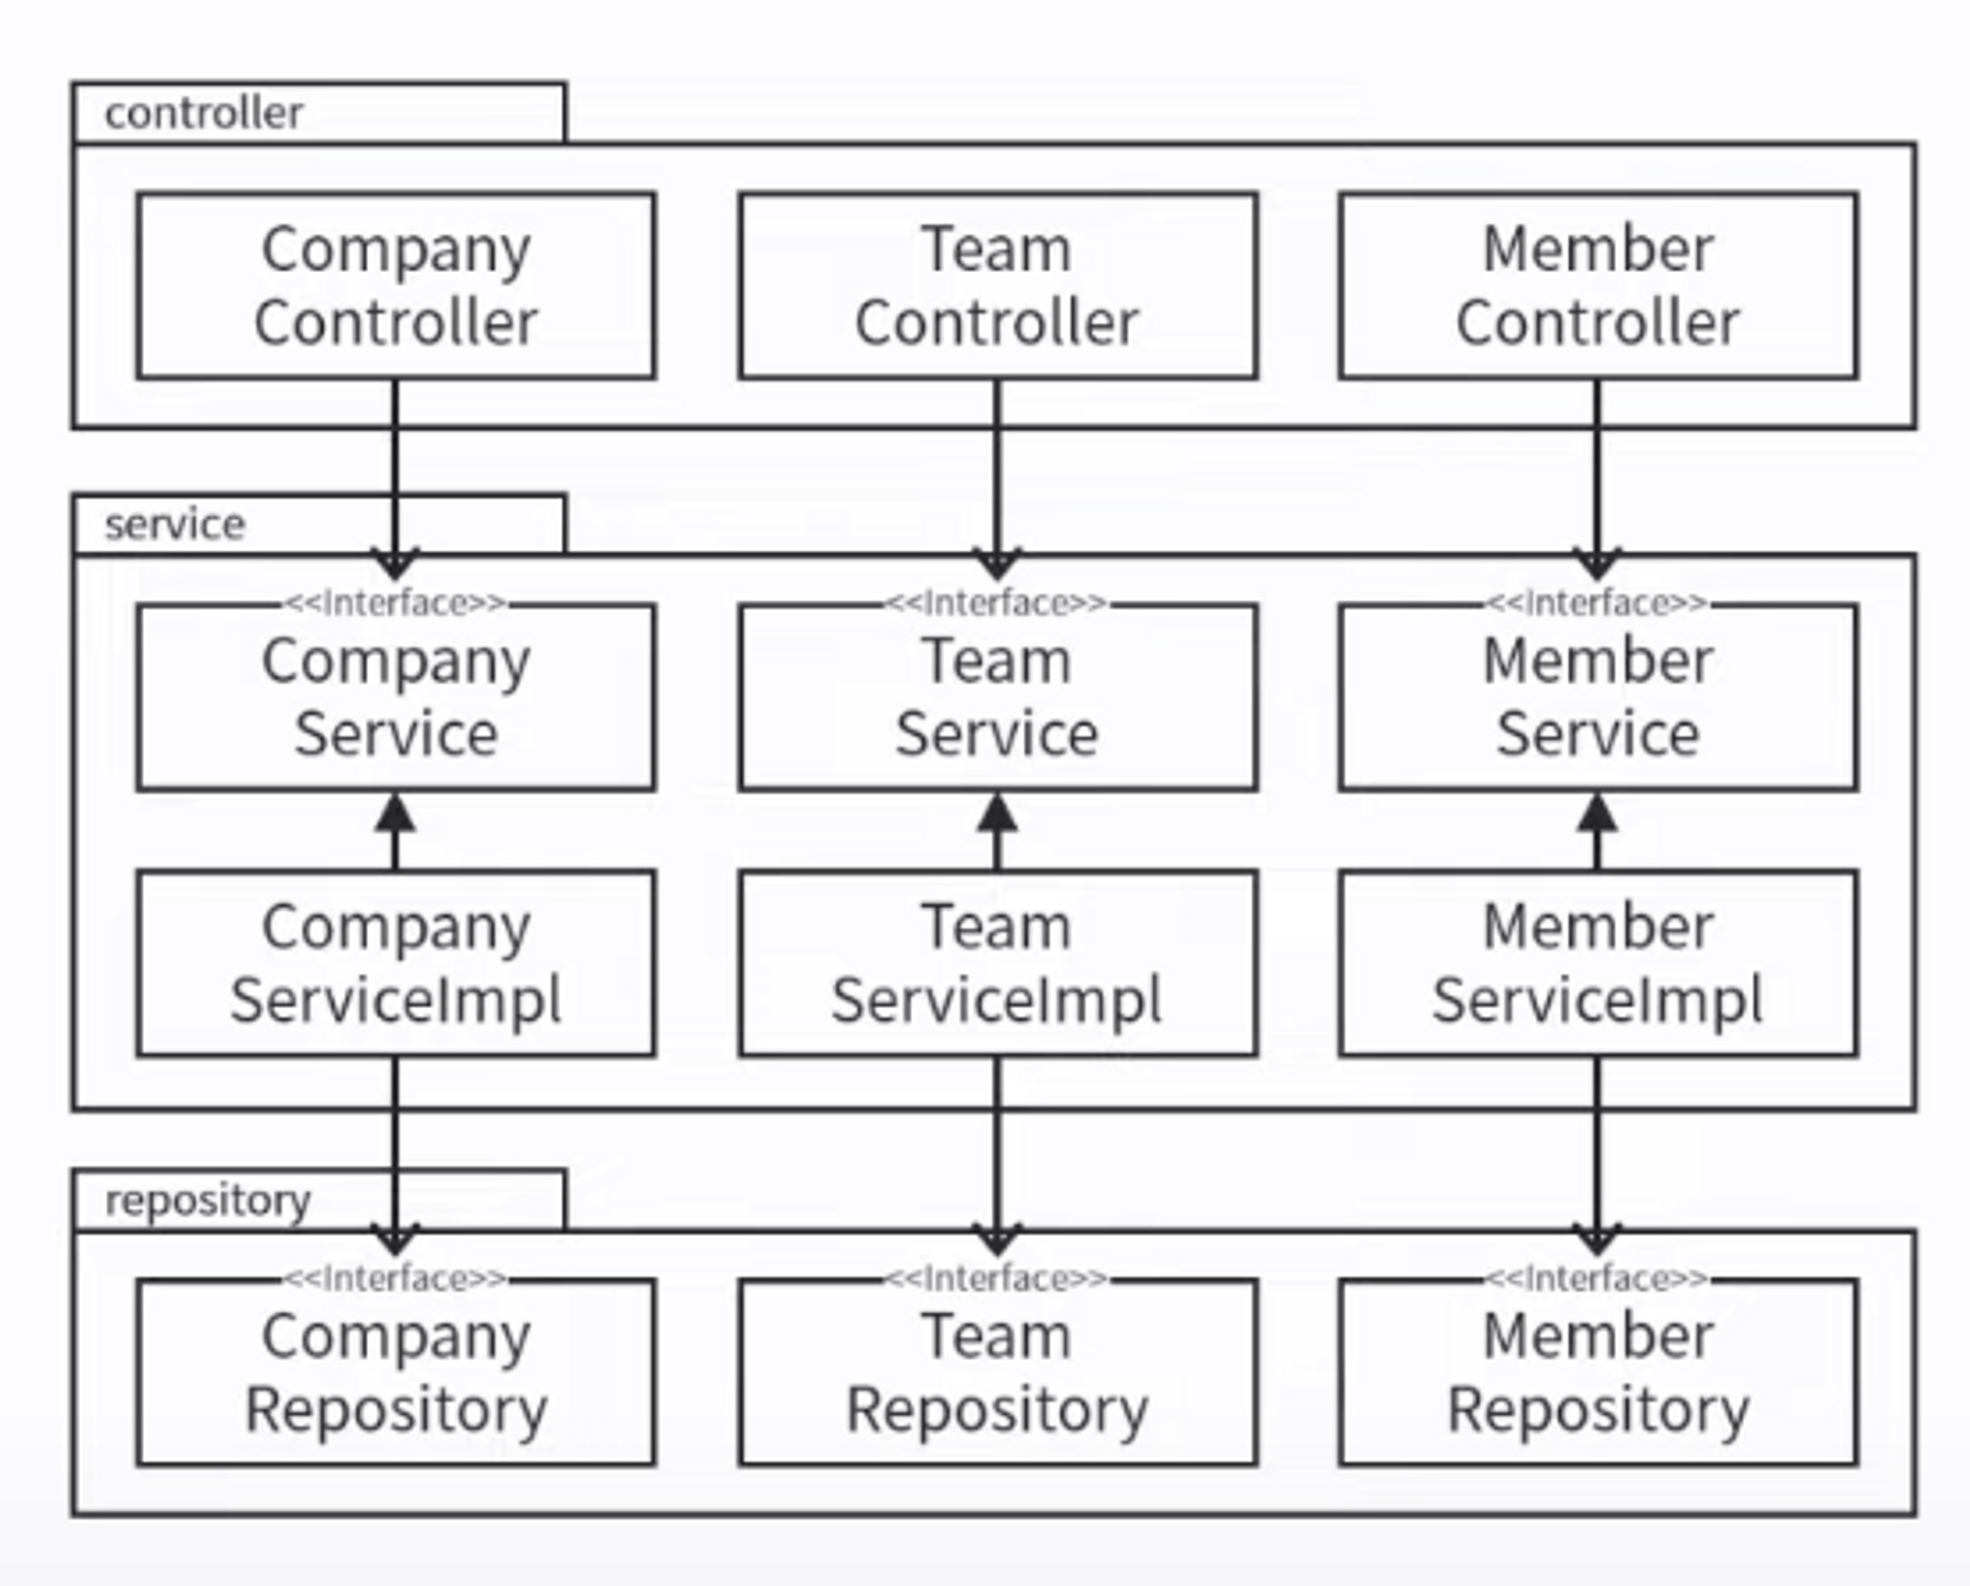 controller
Company
Controller
Team
Controller
Member
Controller
service
<<Interface>>
Company
Service
<<Interface>>
Team
Service
<<Interface>>
Member
Service
Company
ServiceImpl
Team
ServiceImpl
Member
ServiceImpl
repository
<<Interface>>
Company
Repository
<<Interface>>
Team
Repository
<<Interface>>
Member
Repository